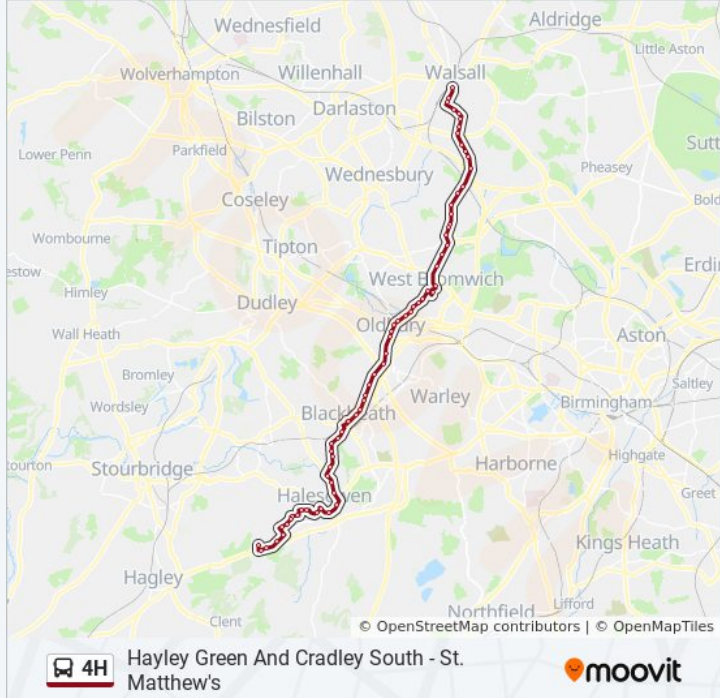 Wednesfield
Aldridge
Little Aston
Wolverhampton
Willenhall
Walsall
Darlaston
Bilston
Sutt
Lower Penn
Parkfield
Wednesbury
Pheasey
Coseley
Bold
Wombourne
Tipton
estow
Himley
West Bromwich
Erdin
Dudley
Oldbury
Wall Heath
Aston
Bromley
Warley
Saltley
Wordsley
Blackheath
Birmingham
tourton
Stourbridge
Harborne
Highgate
Halesowen
Greet
Kings Heath
Hagley
Lifford
Northfield
Clent
© OpenStreetMap contributors | © OpenMapTiles
4H
Hayley Green And Cradley South - St.
Matthew's
moovit